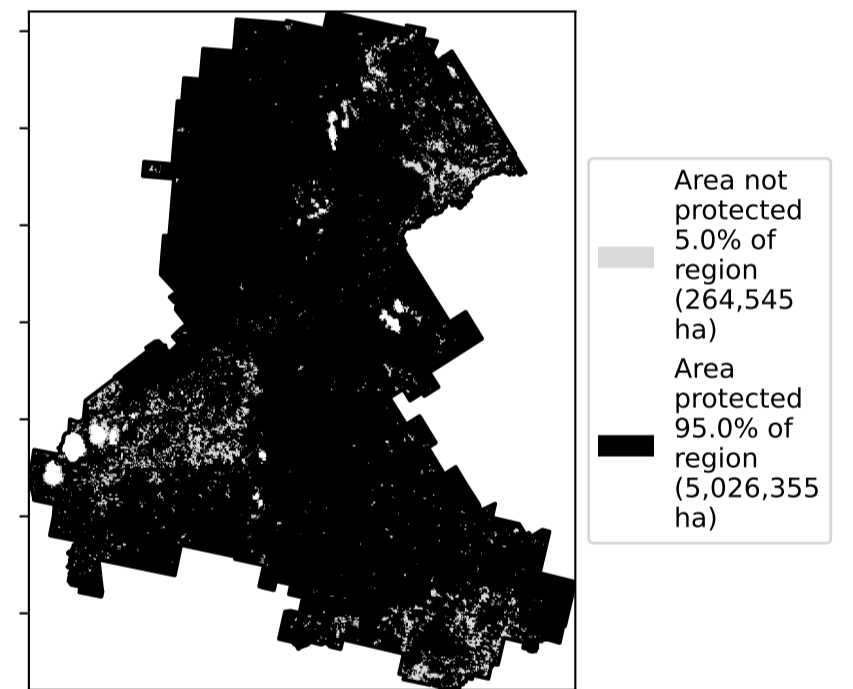 Area not
protected
5.0% of
region
(264,545
ha)
Area
protected
95.0% of
region
(5,026,355
ha)